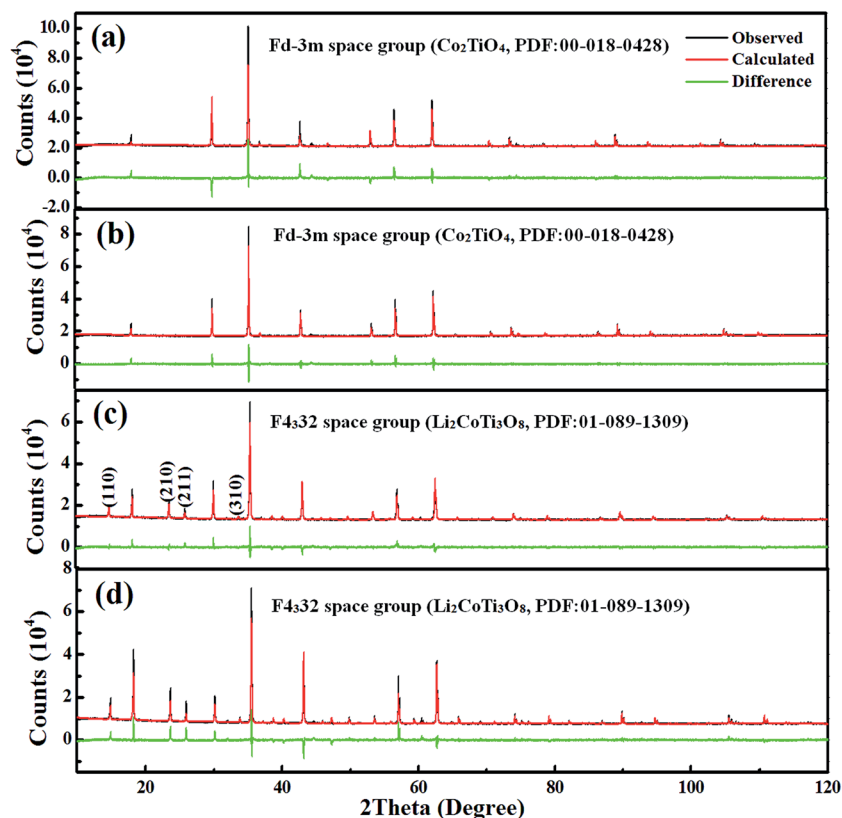 (a)
Fd-3m space group (Co₂TiO₄, PDF:00-018-0428)
Observed
Calculated
Difference
Counts (10⁴)
10.0
8.0
6.0
4.0
2.0
0.0
-2.0
(b)
Fd-3m space group (Co₂TiO₄, PDF:00-018-0428)
Counts (10⁴)
8
6
4
2
0
(c)
F4₃32 space group (Li₂CoTi₃O₈, PDF:01-089-1309)
Counts (10⁴)
6
4
2
0
(110)
(210)
(211)
(310)
(d)
F4₃32 space group (Li₂CoTi₃O₈, PDF:01-089-1309)
Counts (10⁴)
8
6
4
2
0
20
40
60
80
100
120
2Theta (Degree)